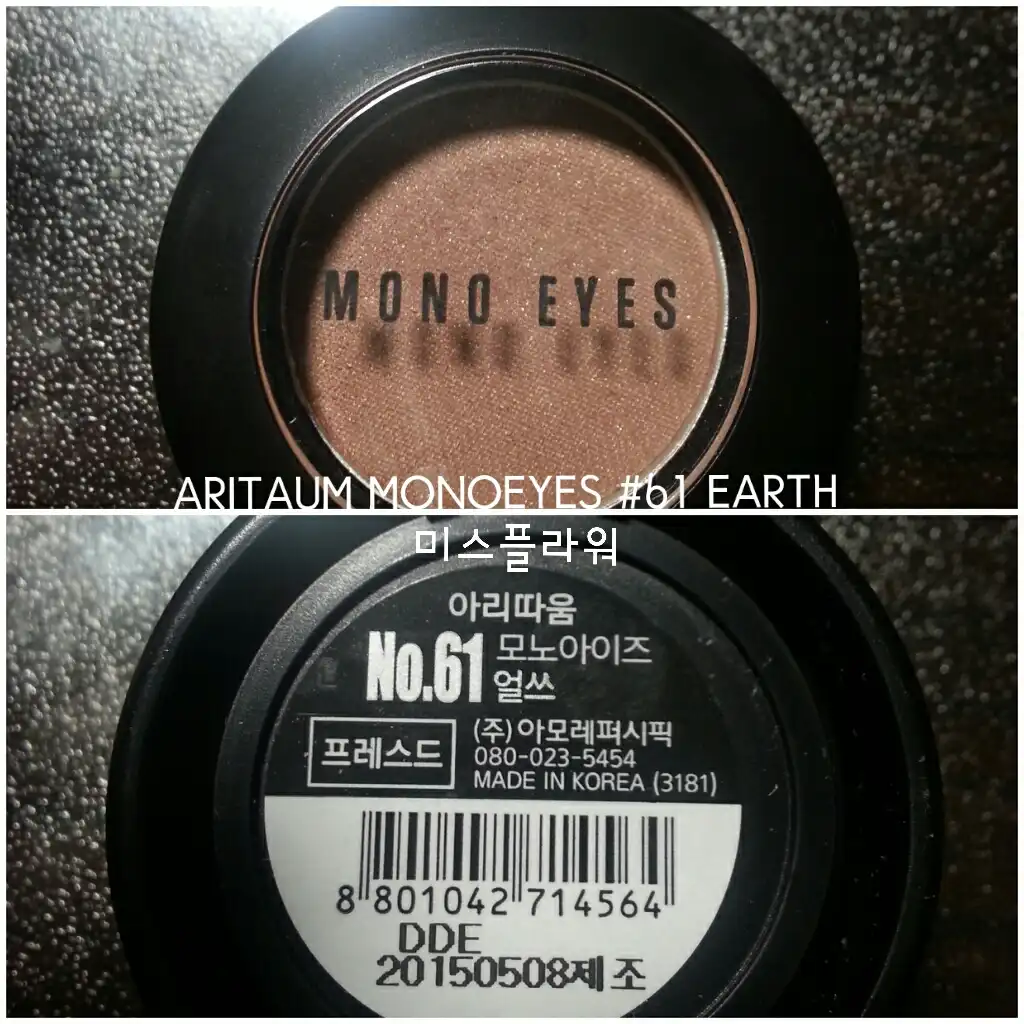 MONO EYES
ARITAUM MONOEYES #61 EARTH
미스플라워
아리따움
No.61 모노아이즈
얼쓰
프레스드
(주)아모레퍼시픽
080-023-5454
MADE IN KOREA (3181)
8 801042 714564
DDE
20150508제조